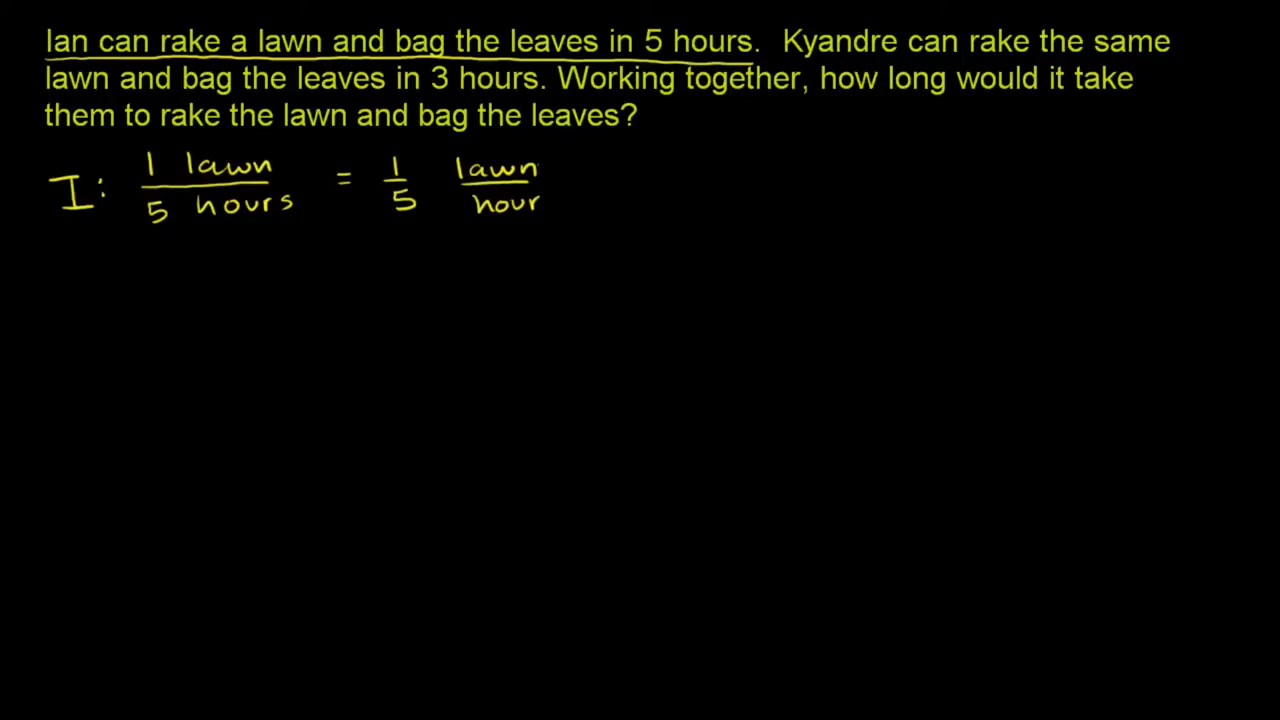 Ian can rake a lawn and bag the leaves in 5 hours. Kyandre can rake the same
lawn and bag the leaves in 3 hours. Working together, how long would it take
them to rake the lawn and bag the leaves?
I: 1 lawn / 5 hours = 1/5 lawn / hour